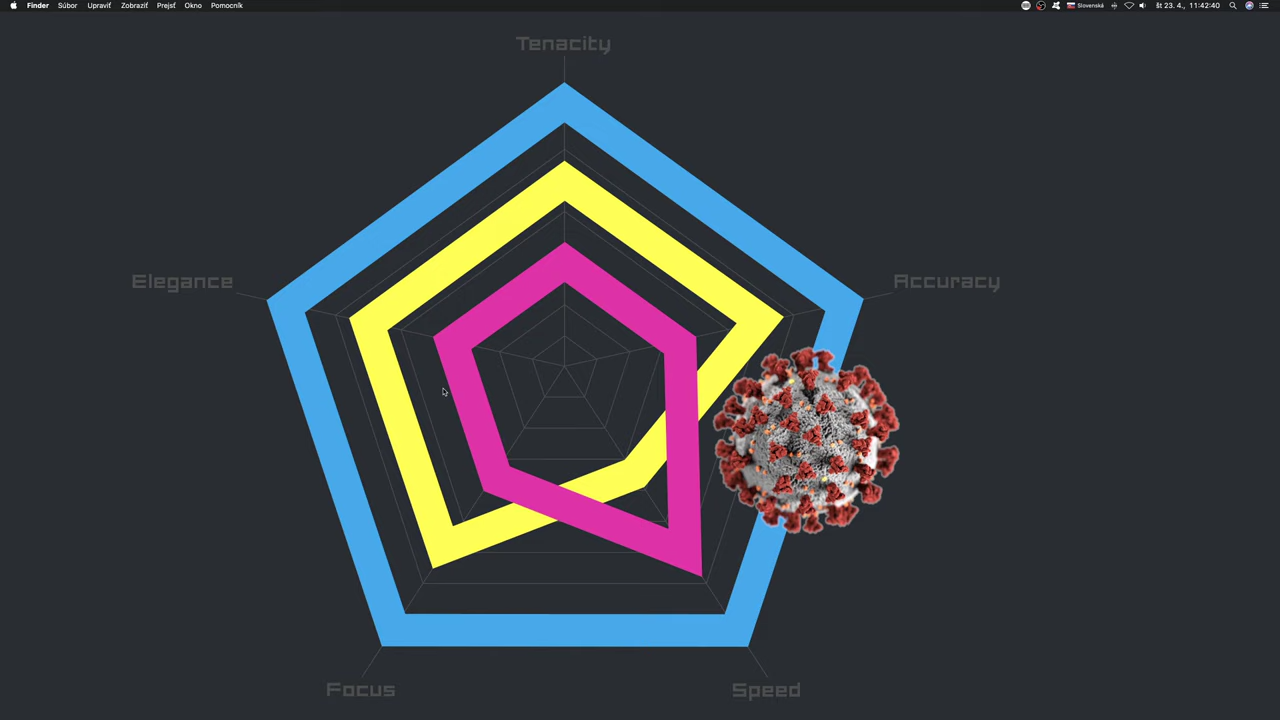 Finder Súbor Upraviť Zobraziť Prejsť Okno Pomocník Slovenská št 23. 4., 11:42:40
Tenacity
Elegance
Accuracy
Focus
Speed